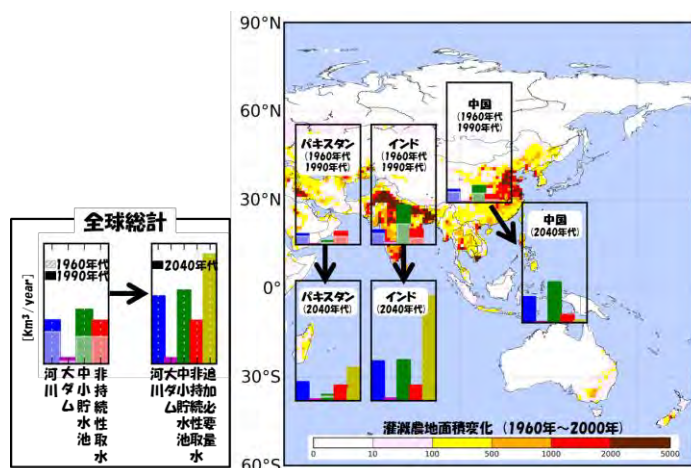 90°N
60°N
30°N
0°
30°S
60°S
中国
(1960年代
1990年代)
パキスタン
(1960年代
1990年代)
インド
(1960年代
1990年代)
中国
(2040年代)
パキスタン
(2040年代)
インド
(2040年代)
全球総計
[km³/year]
1960年代
1990年代
2040年代
河川
大ダム
中小貯水池
非持続性取水
河川
大ダム
中小貯水池
非持続性取水
追加必要量
灌漑農地面積変化 (1960年~2000年)
0 10 100 500 1000 2000 5000